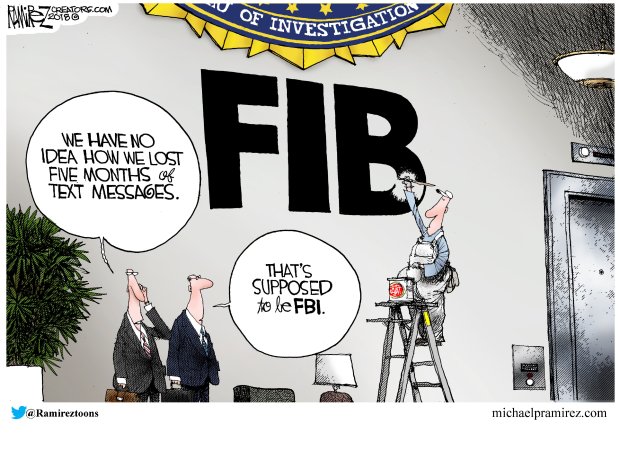 RAMIREZ
CREATORS.COM
2018©
OF INVESTIGATION
FIB
WE HAVE NO
IDEA HOW WE LOST
FIVE MONTHS of
TEXT MESSAGES.
THAT'S
SUPPOSED
to be FBI.
@Ramireztoons
michaelpramirez.com